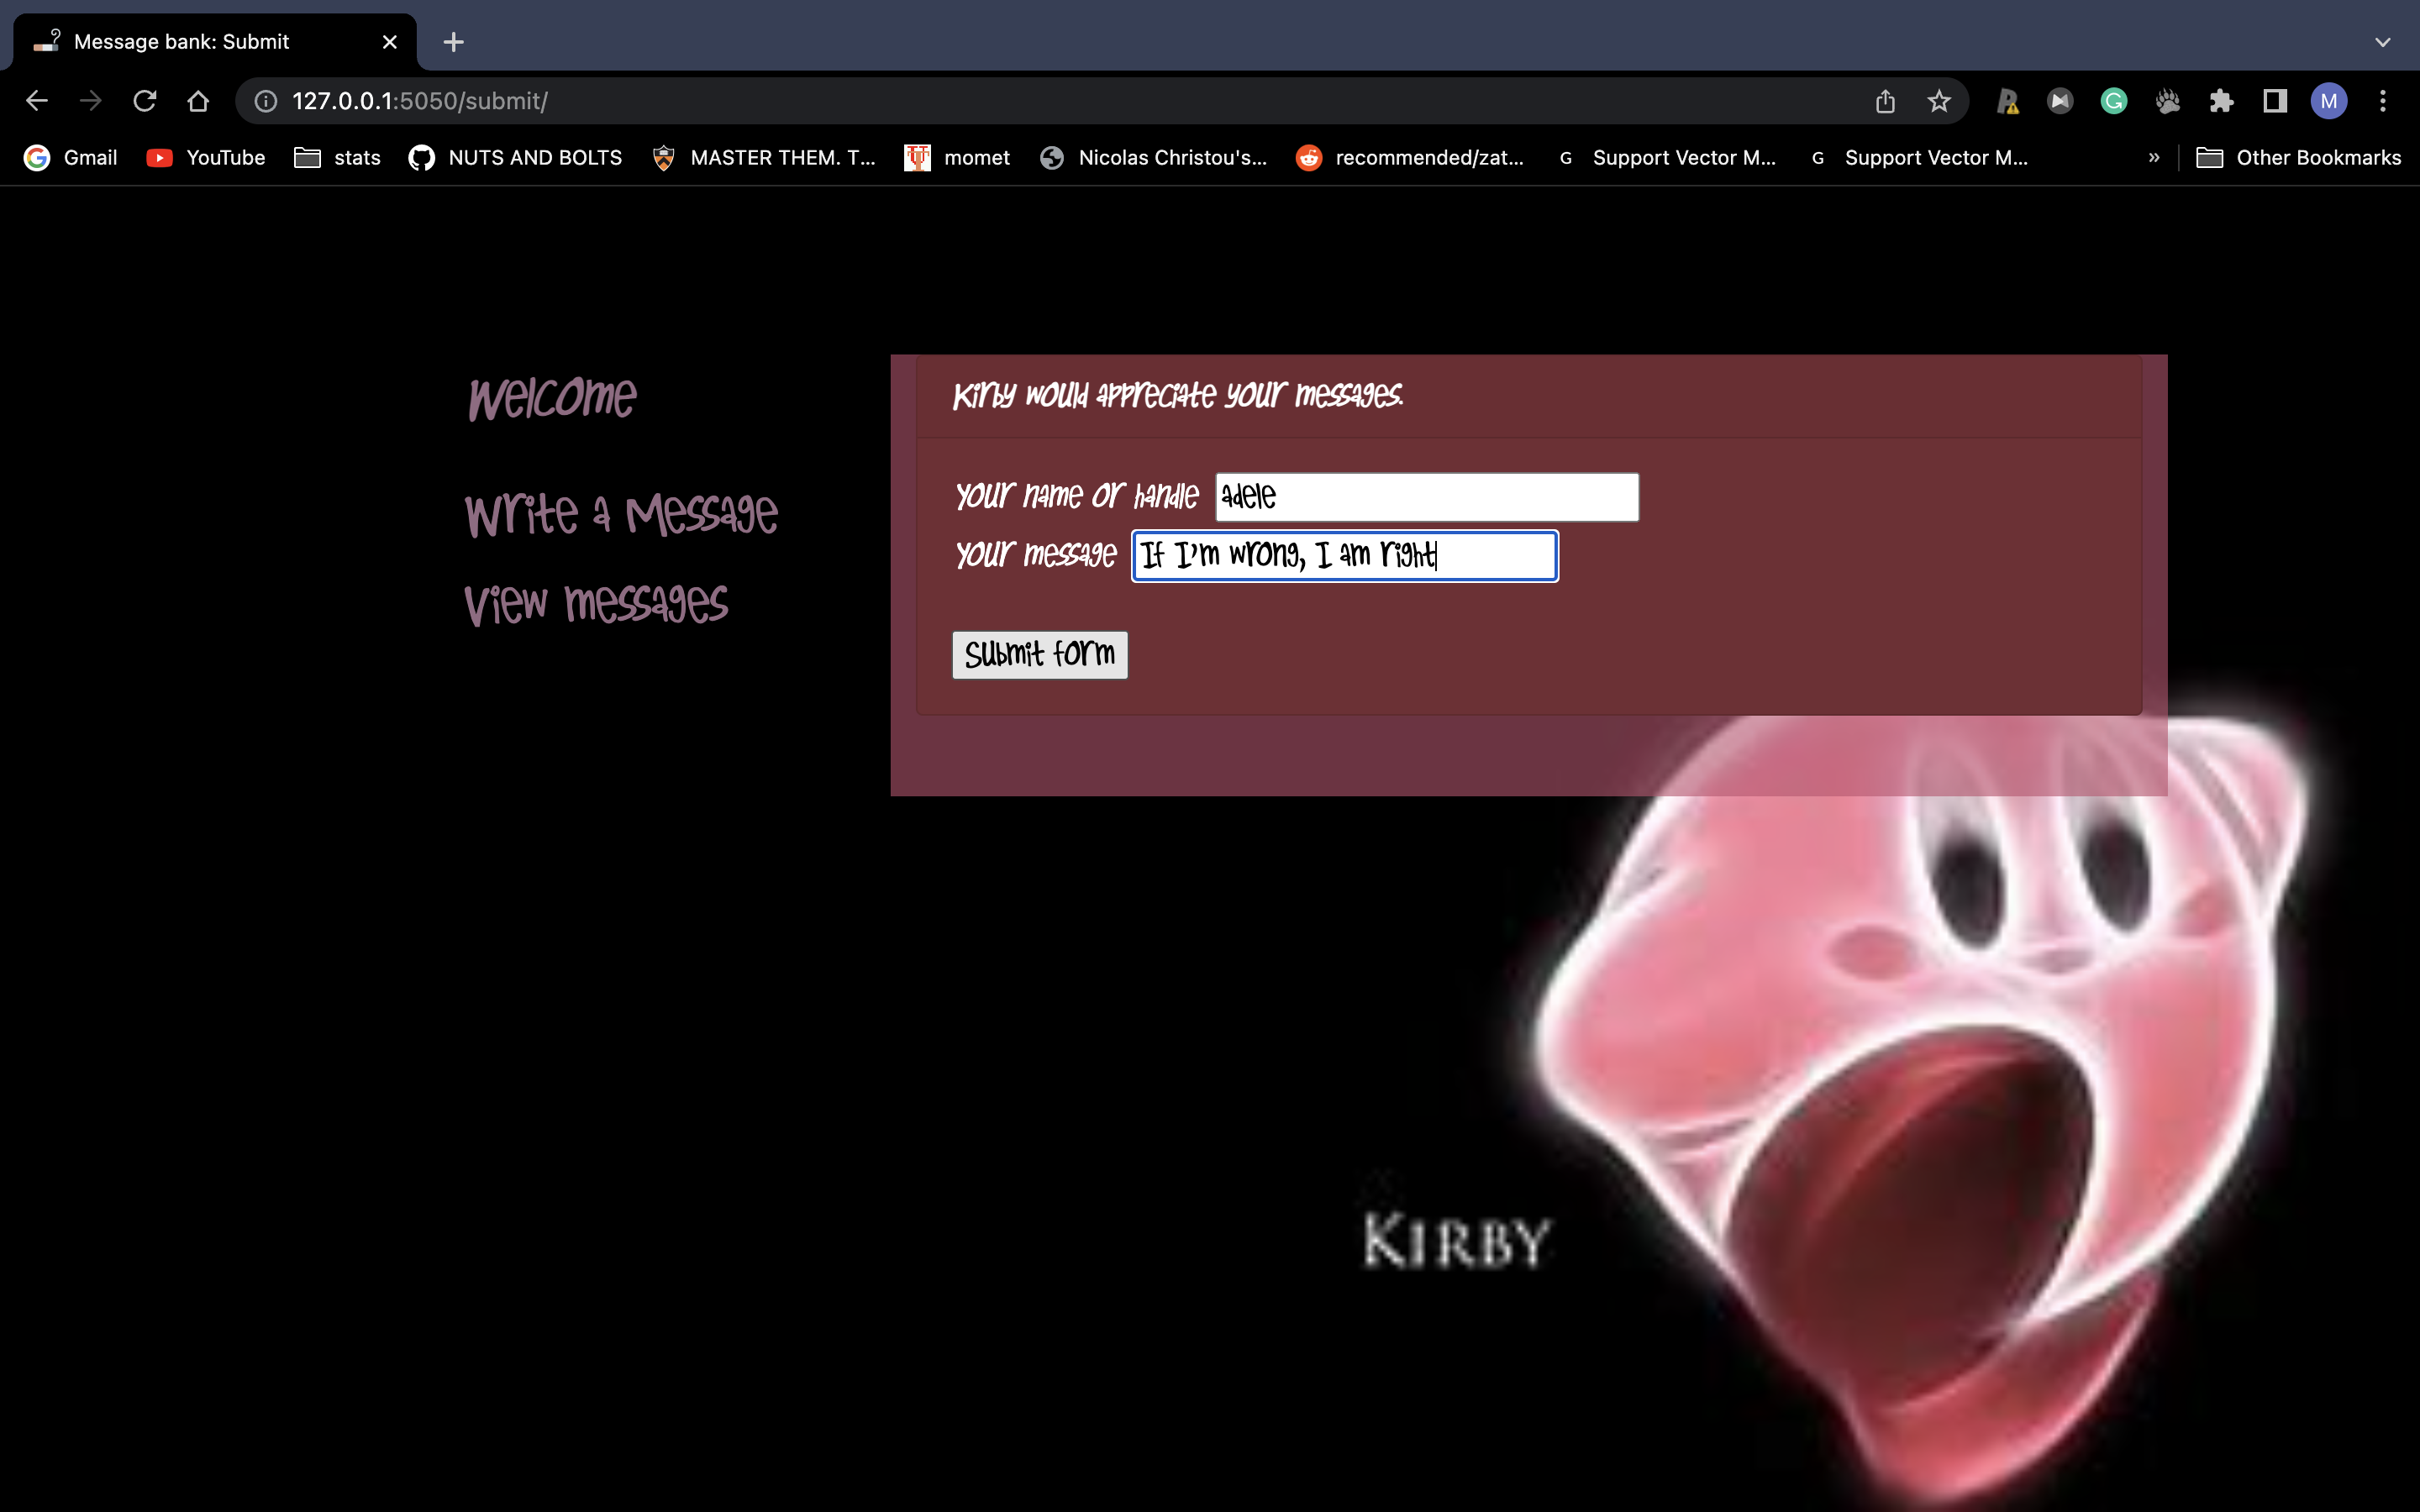 Message bank: Submit
127.0.0.1:5050/submit/
M
Gmail
YouTube
stats
NUTS AND BOLTS
MASTER THEM. T...
momet
Nicolas Christou's...
recommended/zat...
G Support Vector M...
G Support Vector M...
»
Other Bookmarks
Welcome
Kirby would appreciate your messages.
Your name or handle adele
Write a Message
Your message If I'm wrong, I am right
View messages
Submit form
KIRBY